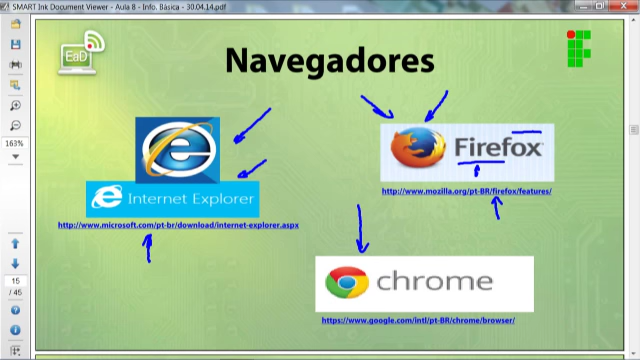 SMART Ink Document Viewer - Aula 8 - Info. Básica - 30.04.14.pdf
EaD
Navegadores
Internet Explorer
http://www.microsoft.com/pt-br/download/internet-explorer.aspx
Firefox
http://www.mozilla.org/pt-BR/firefox/features/
chrome
https://www.google.com/intl/pt-BR/chrome/browser/
163%
15
/ 45